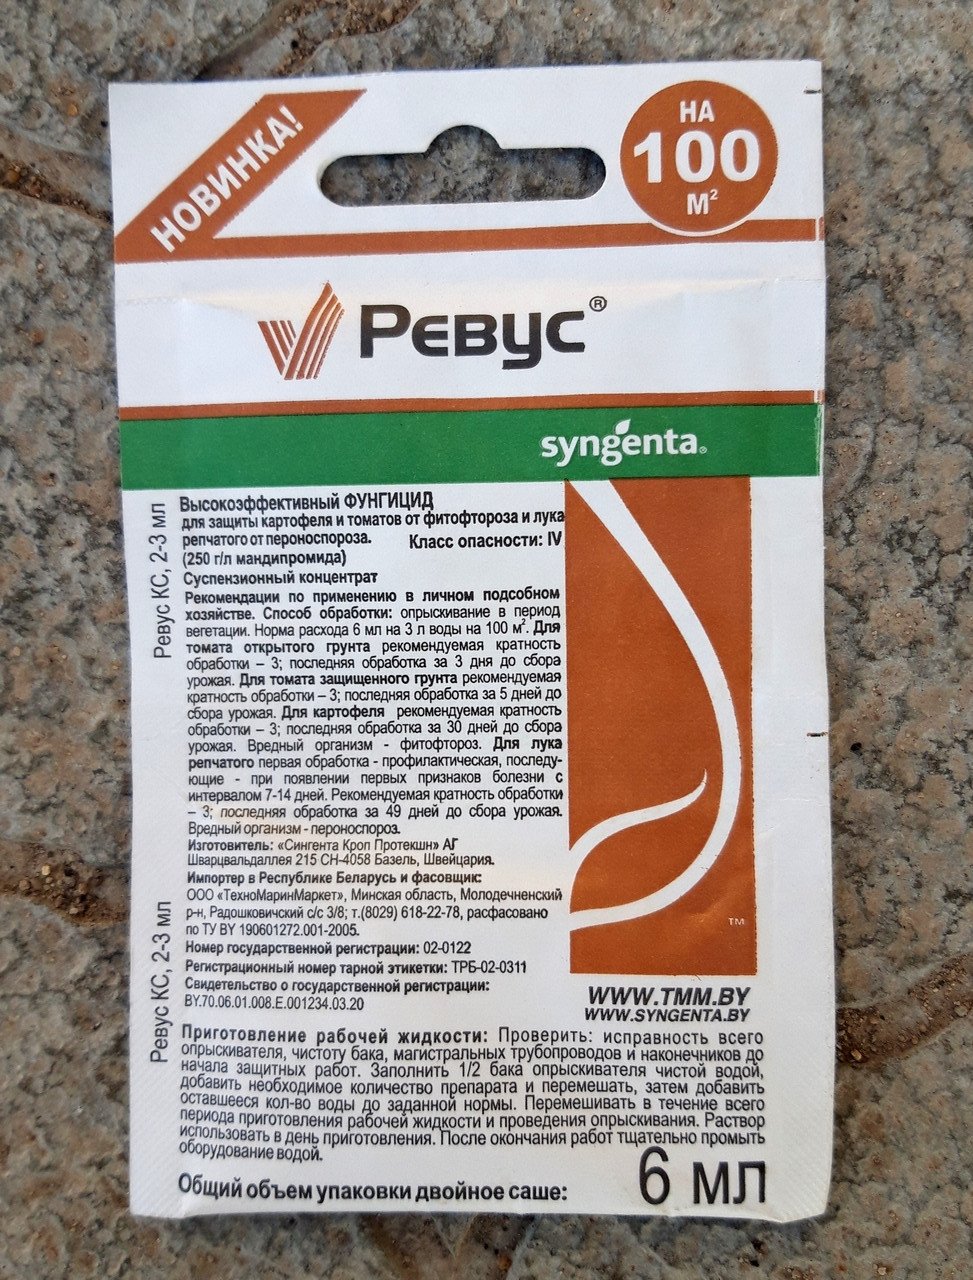 НОВИНКА!
НА
100
М²
РЕВУС®
syngenta®
Высокоэффективный ФУНГИЦИД
для защиты картофеля и томатов от фитофтороза и лука
репчатого от пероноспороза.
Класс опасности: IV
(250 г/л мандипромида)
Суспензионный концентрат
Рекомендации по применению в личном подсобном
хозяйстве. Способ обработки: опрыскивание в период
вегетации. Норма расхода 6 мл на 3 л воды на 100 м². Для
томата открытого грунта рекомендуемая кратность
обработки – 3; последняя обработка за 3 дня до сбора
урожая. Для томата защищенного грунта рекомендуемая
кратность обработки – 3; последняя обработка за 5 дней до
сбора урожая. Для картофеля рекомендуемая кратность
обработки – 3; последняя обработка за 30 дней до сбора
урожая. Вредный организм - фитофтороз. Для лука
репчатого первая обработка - профилактическая, последу-
ющие - при появлении первых признаков болезни с
интервалом 7-14 дней. Рекомендуемая кратность обработки
– 3; последняя обработка за 49 дней до сбора урожая.
Вредный организм - пероноспороз.
Изготовитель: «Сингента Кроп Протекшн» АГ
Шварцвальдаллея 215 СН-4058 Базель, Швейцария.
Импортер в Республике Беларусь и фасовщик:
ООО «ТехноМаринМаркет», Минская область, Молодечненский
р-н, Радошковичский с/с 3/8; т.(8029) 618-22-78, расфасовано
по ТУ BY 190601272.001-2005.
Номер государственной регистрации: 02-0122
Регистрационный номер тарной этикетки: ТРБ-02-0311
Свидетельство о государственной регистрации:
BY.70.06.01.008.Е.001234.03.20
Ревус КС, 2-3 мл
Ревус КС, 2-3 мл
TM
WWW.TMM.BY
WWW.SYNGENTA.BY
Приготовление рабочей жидкости: Проверить: исправность всего
опрыскивателя, чистоту бака, магистральных трубопроводов и наконечников до
начала защитных работ. Заполнить 1/2 бака опрыскивателя чистой водой,
добавить необходимое количество препарата и перемешать, затем добавить
оставшееся кол-во воды до заданной нормы. Перемешивать в течение всего
периода приготовления рабочей жидкости и проведения опрыскивания. Раствор
использовать в день приготовления. После окончания работ тщательно промыть
оборудование водой.
Общий объем упаковки двойное саше:
6 мл